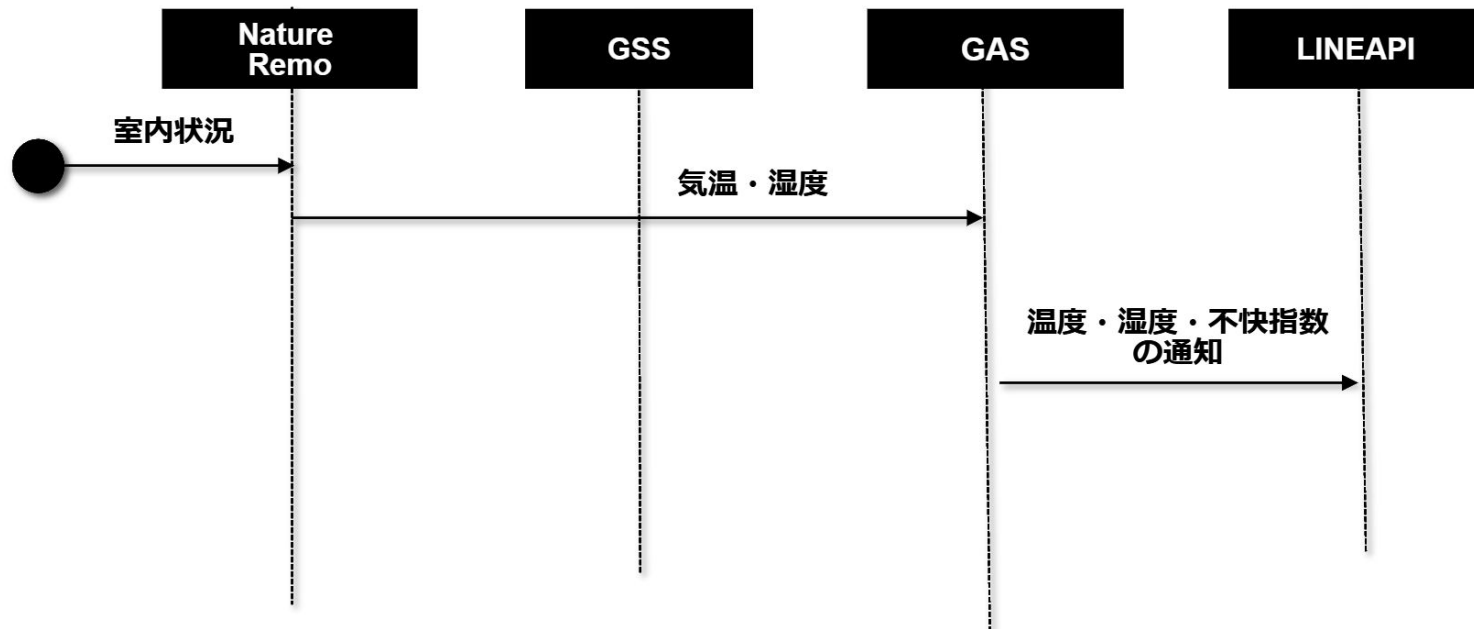 Nature
Remo
GSS
GAS
LINEAPI
室内状況
気温・湿度
温度・湿度・不快指数
の通知